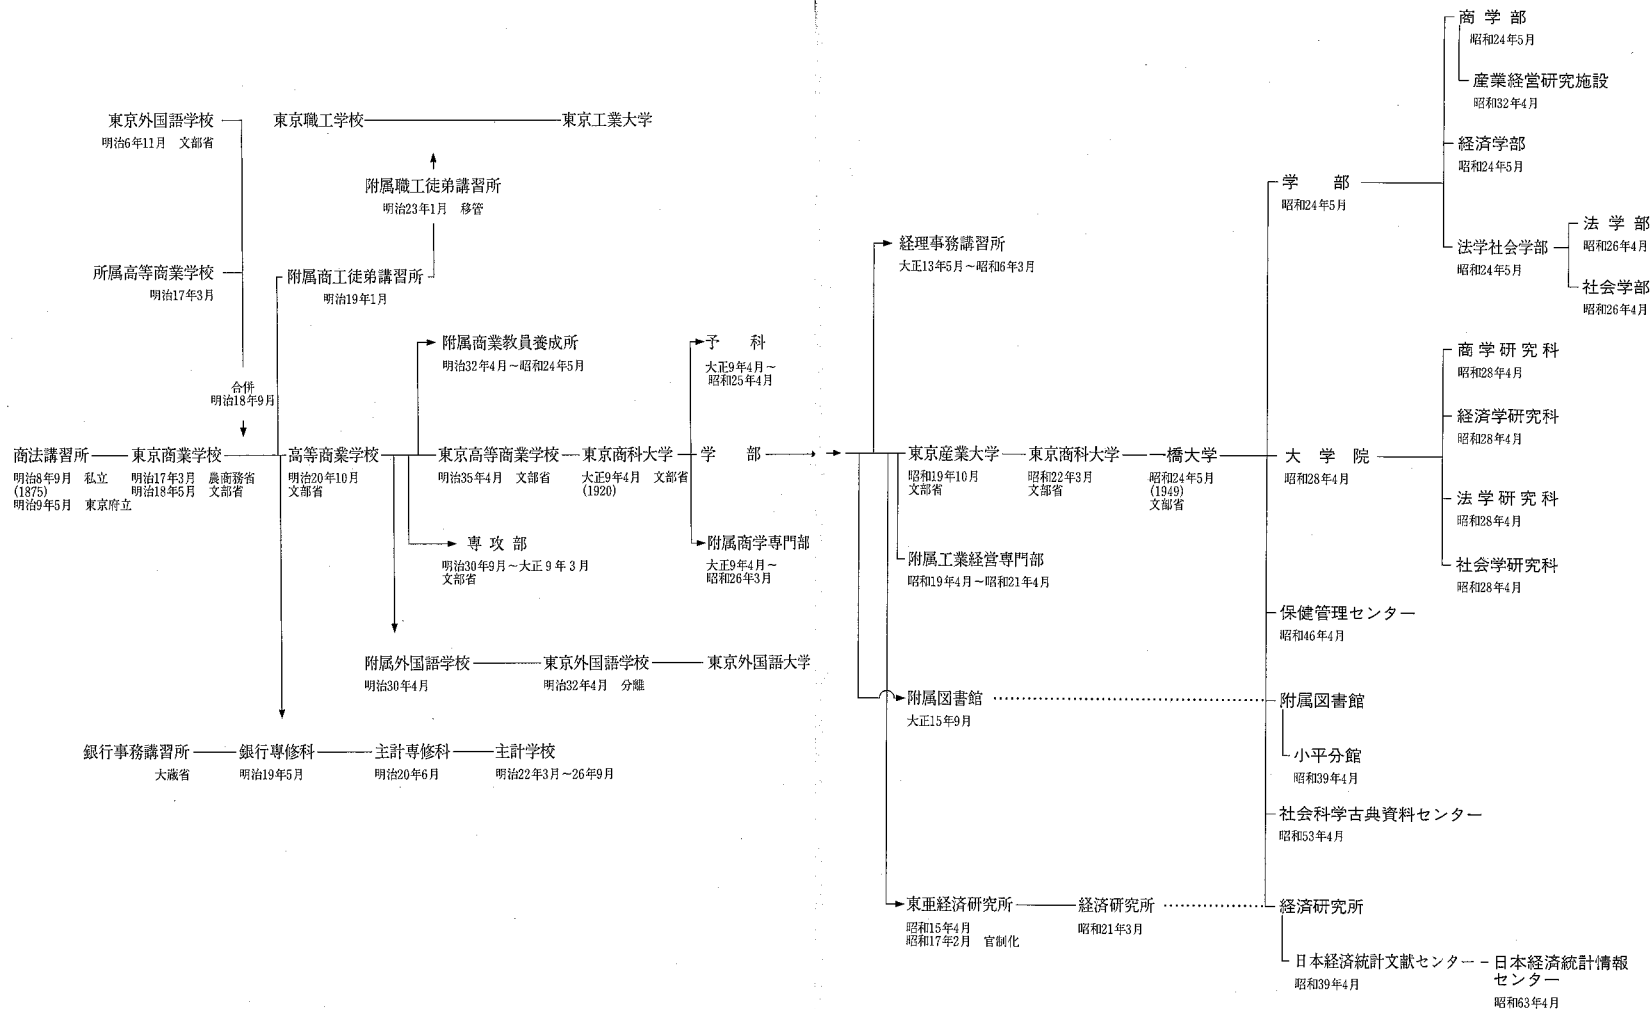 東京外国語学校
明治6年11月 文部省
東京職工学校
東京工業大学
附属職工徒弟講習所
明治23年1月 移管
所属高等商業学校
明治17年3月
附属商工徒弟講習所
明治19年1月
附属商業教員養成所
明治32年4月～昭和24年5月
予科
大正9年4月～
昭和25年4月
合併
明治18年9月
商法講習所
明治8年9月 私立
(1875)
明治9年5月 東京府立
東京商業学校
明治17年3月 農商務省
明治18年5月 文部省
高等商業学校
明治20年10月
文部省
東京高等商業学校
明治35年4月 文部省
東京商科大学
大正9年4月 文部省
(1920)
学部
専攻部
明治30年9月～大正9年3月
文部省
附属商学専門部
大正9年4月～
昭和26年3月
附属外国語学校
明治30年4月
東京外国語学校
明治32年4月 分離
東京外国語大学
銀行事務講習所
大蔵省
銀行専修科
明治19年5月
主計専修科
明治20年6月
主計学校
明治22年3月～26年9月
経理事務講習所
大正13年5月～昭和6年3月
東京産業大学
昭和19年10月
文部省
東京商科大学
昭和22年3月
文部省
一橋大学
昭和24年5月
(1949)
文部省
附属工業経営専門部
昭和19年4月～昭和21年4月
附属図書館
大正15年9月
東亜経済研究所
昭和15年4月
昭和17年2月 官制化
経済研究所
昭和21年3月
学部
昭和24年5月
商学部
昭和24年5月
産業経営研究施設
昭和32年4月
経済学部
昭和24年5月
法学社会学部
昭和24年5月
法学部
昭和26年4月
社会学部
昭和26年4月
大学院
昭和28年4月
商学研究科
昭和28年4月
経済学研究科
昭和28年4月
法学研究科
昭和28年4月
社会学研究科
昭和28年4月
保健管理センター
昭和46年4月
附属図書館
小平分館
昭和39年4月
社会科学古典資料センター
昭和53年4月
経済研究所
日本経済統計文献センター
昭和39年4月
日本経済統計情報
センター
昭和63年4月